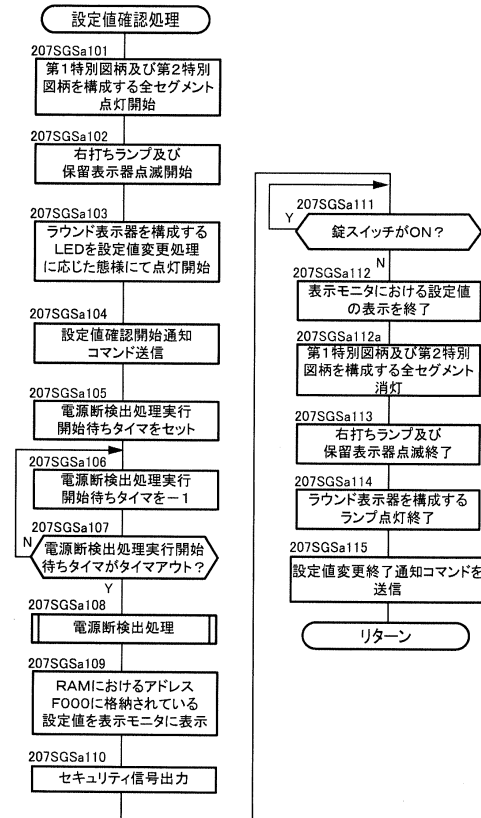 設定値確認処理
207SGSa101
第1特別図柄及び第2特別
図柄を構成する全セグメント
点灯開始
207SGSa102
右打ちランプ及び
保留表示器点滅開始
207SGSa103
ラウンド表示器を構成する
LEDを設定値変更処理
に応じた態様にて点灯開始
207SGSa104
設定値確認開始通知
コマンド送信
207SGSa105
電源断検出処理実行
開始待ちタイマをセット
207SGSa106
電源断検出処理実行
開始待ちタイマを－1
207SGSa107
N
電源断検出処理実行開始
待ちタイマがタイマアウト？
Y
207SGSa108
電源断検出処理
207SGSa109
RAMにおけるアドレス
F000に格納されている
設定値を表示モニタに表示
207SGSa110
セキュリティ信号出力
207SGSa111
Y
錠スイッチがON？
N
207SGSa112
表示モニタにおける設定値
の表示を終了
207SGSa112a
第1特別図柄及び第2特別
図柄を構成する全セグメント
消灯
207SGSa113
右打ちランプ及び
保留表示器点滅終了
207SGSa114
ラウンド表示器を構成する
ランプ点灯終了
207SGSa115
設定値変更終了通知コマンドを
送信
リターン